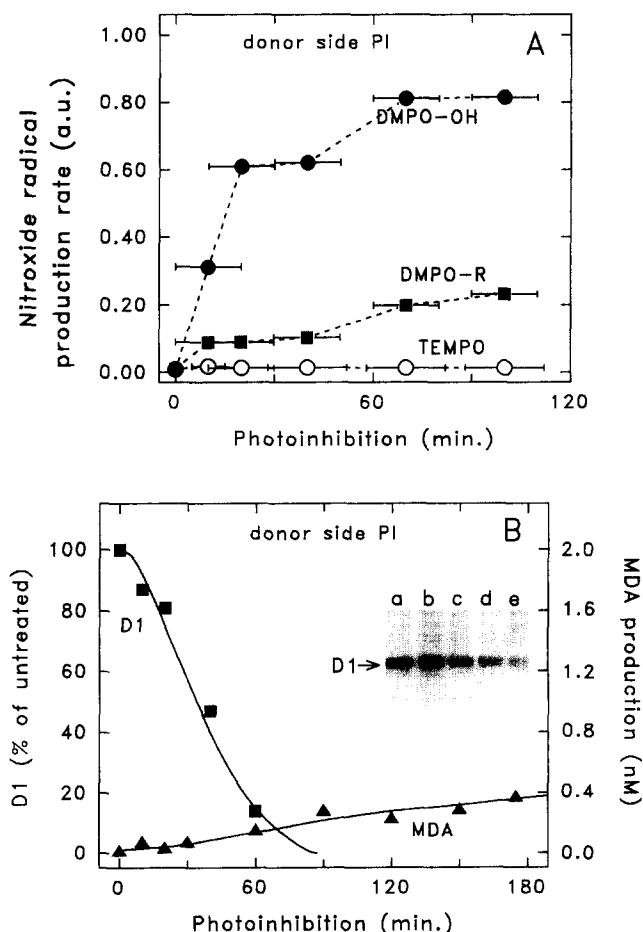 donor side PI
A
1.00
0.80
0.60
0.40
0.20
0.00
Nitroxide radical
production rate (a.u.)
DMPO-OH
DMPO-R
TEMPO
0
60
120
Photoinhibition (min.)
donor side PI
B
100
80
60
40
20
0
D1 (% of untreated)
D1
a b c d e
D1→
MDA
2.0
1.6
1.2
0.8
0.4
0.0
MDA production
(nM)
0
60
120
180
Photoinhibition (min.)